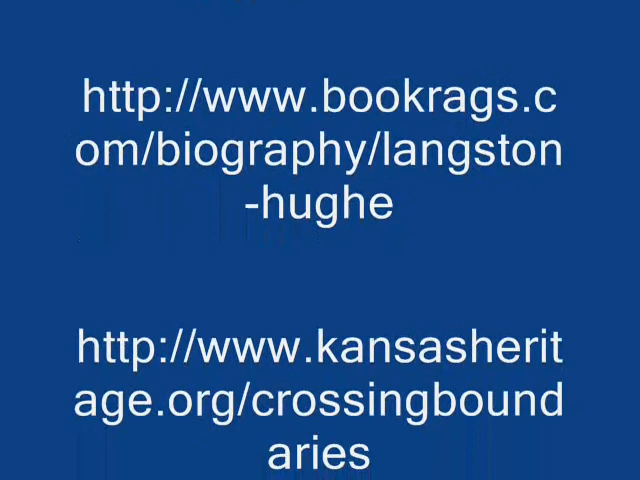 http://www.bookrags.c
om/biography/langston
-hughe
http://www.kansasherit
age.org/crossingbound
aries